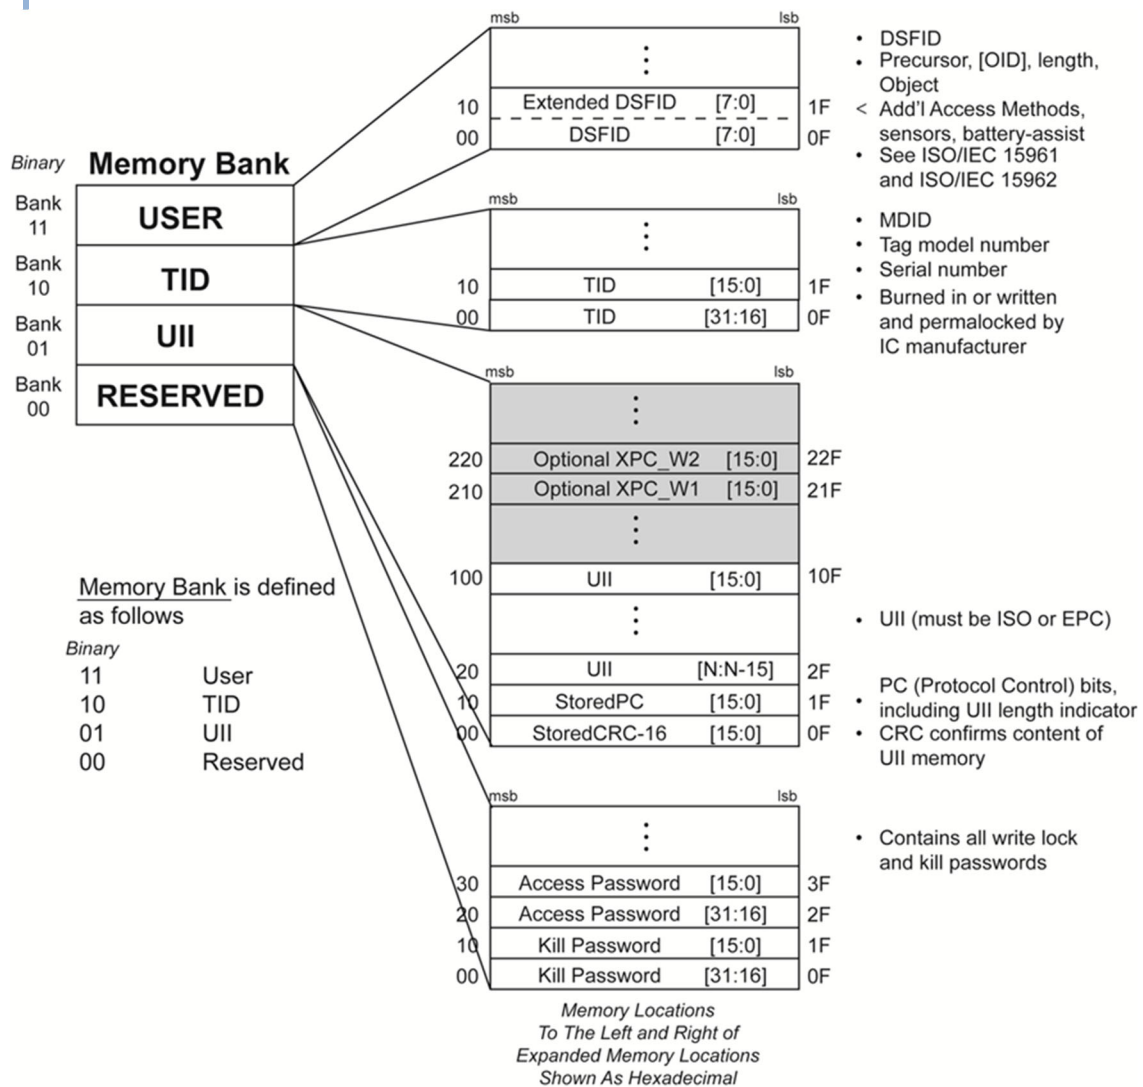 Binary Memory Bank
Bank
11
USER
Bank
10
TID
Bank
01
UII
Bank
00
RESERVED
Memory Bank is defined
as follows
Binary
11 User
10 TID
01 UII
00 Reserved
msb lsb
10 Extended DSFID [7:0] 1F
00 DSFID [7:0] 0F
• DSFID
• Precursor, [OID], length,
Object
< Add'l Access Methods,
sensors, battery-assist
• See ISO/IEC 15961
and ISO/IEC 15962
msb lsb
10 TID [15:0] 1F
00 TID [31:16] 0F
• MDID
• Tag model number
• Serial number
• Burned in or written
and permalocked by
IC manufacturer
msb lsb
220 Optional XPC_W2 [15:0] 22F
210 Optional XPC_W1 [15:0] 21F
100 UII [15:0] 10F
20 UII [N:N-15] 2F
10 StoredPC [15:0] 1F
00 StoredCRC-16 [15:0] 0F
• UII (must be ISO or EPC)
PC (Protocol Control) bits,
• including UII length indicator
• CRC confirms content of
UII memory
msb lsb
30 Access Password [15:0] 3F
20 Access Password [31:16] 2F
10 Kill Password [15:0] 1F
00 Kill Password [31:16] 0F
• Contains all write lock
and kill passwords
Memory Locations
To The Left and Right of
Expanded Memory Locations
Shown As Hexadecimal